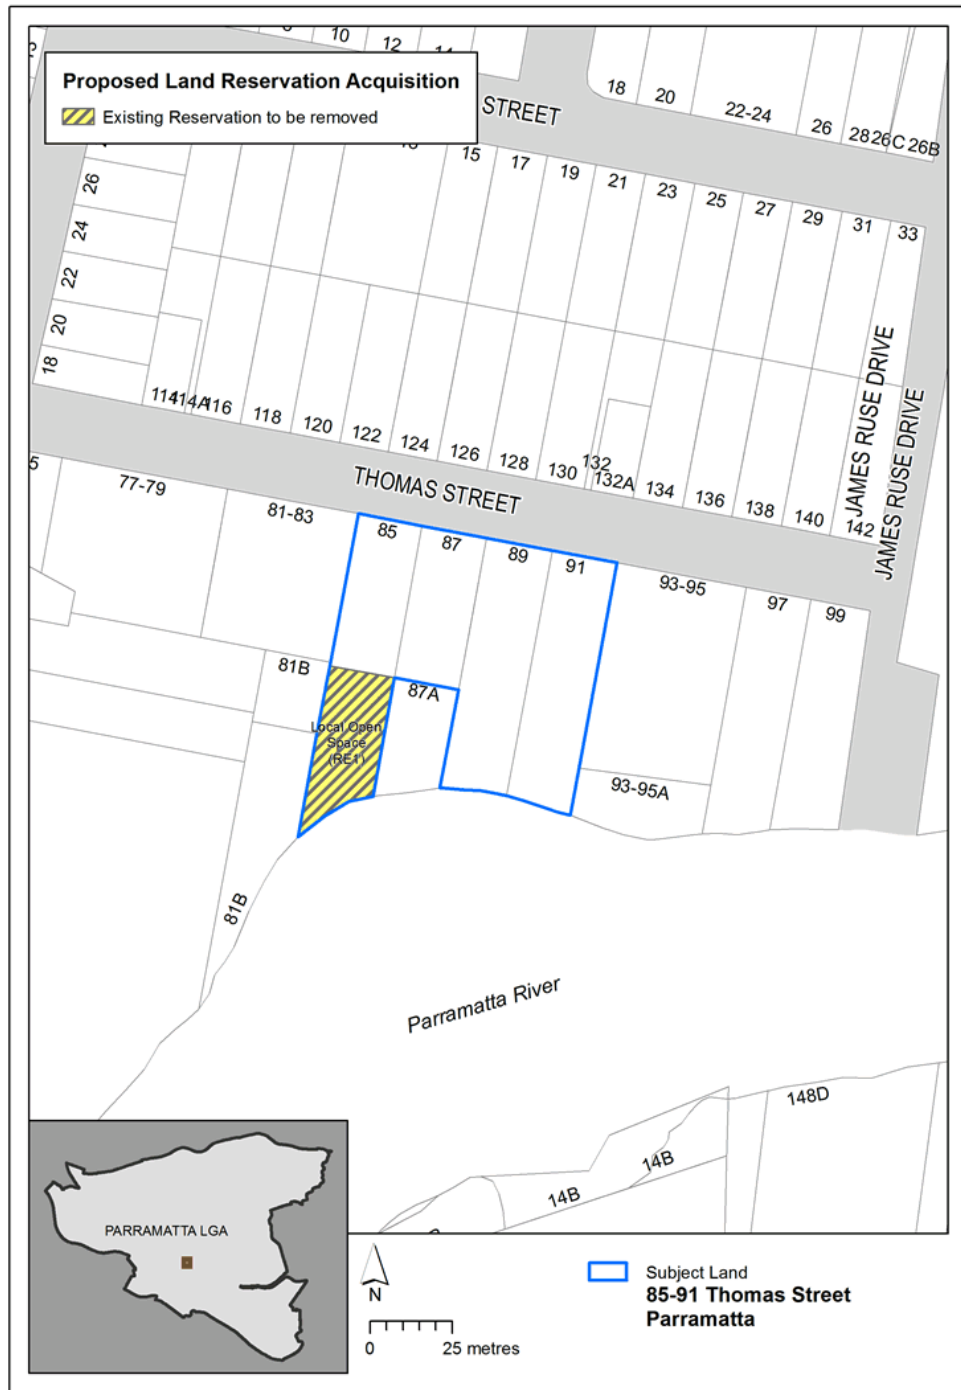 10
12
Proposed Land Reservation Acquisition
Existing Reservation to be removed
STREET
18
20
22-24
26
28
26C
26B
15
17
19
21
23
25
27
29
31
33
26
24
22
20
18
114
114A
116
118
120
122
124
126
128
130
132
132A
134
136
138
140
142
JAMES RUSE DRIVE
JAMES RUSE DRIVE
THOMAS STREET
77-79
81-83
85
87
89
91
93-95
97
99
81B
87A
Local Open
Space
(RE1)
93-95A
81B
Parramatta River
148D
14B
14B
PARRAMATTA LGA
N
0 25 metres
Subject Land
85-91 Thomas Street
Parramatta